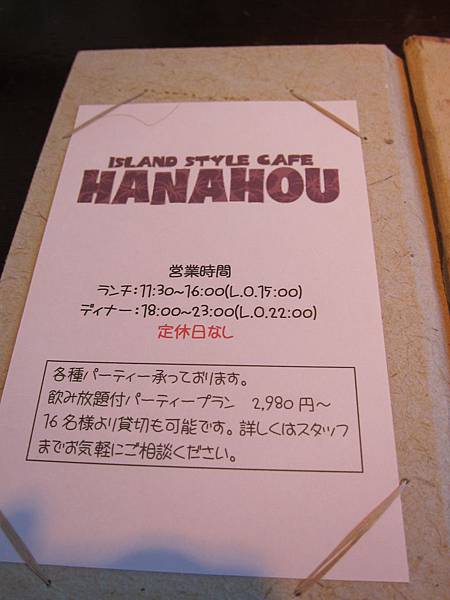 ISLAND STYLE CAFE
HANAHOU
営業時間
ランチ：11:30~16:00(L.O.15:00)
ディナー：18:00~23:00(L.O.22:00)
定休日なし
各種パーティー承っております。
飲み放題付パーティープラン　2,980円～
16名様より貸切も可能です。詳しくはスタッフ
までお気軽にご相談ください。